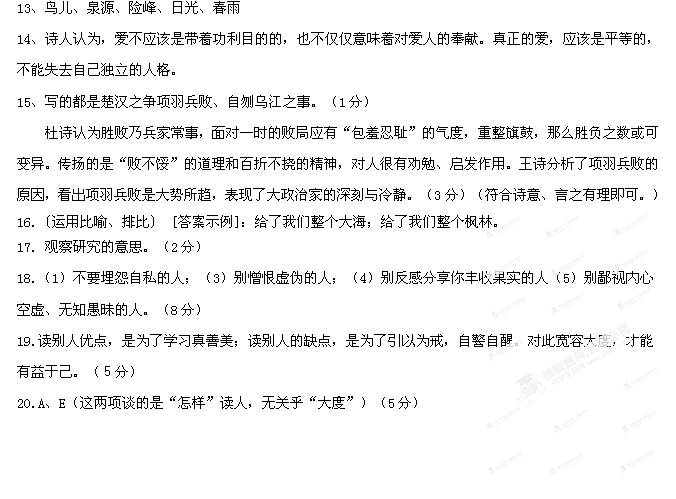 13、鸟儿、泉源、险峰、日光、春雨
14、诗人认为，爱不应该是带着功利目的的，也不仅仅意味着对爱人的奉献。真正的爱，应该是平等的，
不能失去自己独立的人格。
15、写的都是楚汉之争项羽兵败、自刎乌江之事。（1分）
杜诗认为胜败乃兵家常事，面对一时的败局应有“包羞忍耻”的气度，重整旗鼓，那么胜负之数或可
变异。传扬的是“败不馁”的道理和百折不挠的精神，对人很有劝勉、启发作用。王诗分析了项羽兵败的
原因，看出项羽兵败是大势所趋，表现了大政治家的深刻与冷静。（3分）（符合诗意、言之有理即可。）
16.〔运用比喻、排比〕 [答案示例]：给了我们整个大海；给了我们整个枫林。
17. 观察研究的意思。（2分）
18.（1）不要埋怨自私的人；（3）别憎恨虚伪的人；（4）别反感分享你丰收果实的人（5）别鄙视内心
空虚、无知愚昧的人。（8分）
19.读别人优点，是为了学习真善美；读别人的缺点，是为了引以为戒，自警自醒。对此宽容大度，才能
有益于己。（５分）
20.A、E（这两项谈的是“怎样”读人，无关乎“大度”）（5分）